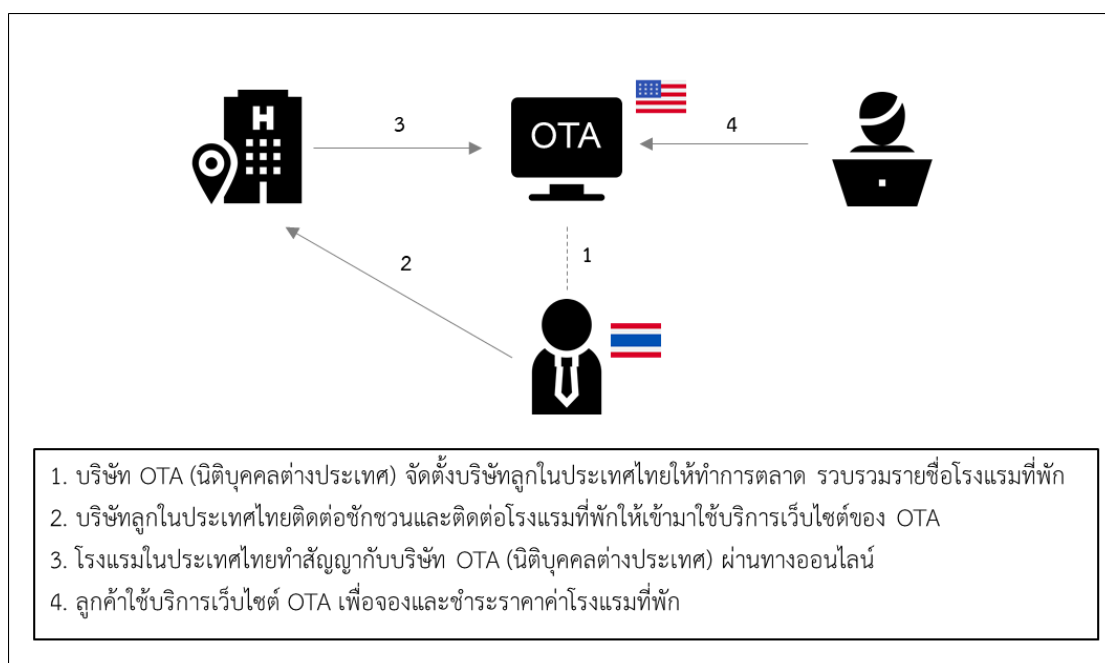 H
3
OTA
4
1
2
1. บริษัท OTA (นิติบุคคลต่างประเทศ) จัดตั้งบริษัทลูกในประเทศไทยให้ทำการตลาด รวบรวมรายชื่อโรงแรมที่พัก
2. บริษัทลูกในประเทศไทยติดต่อชักชวนและติดต่อโรงแรมที่พักให้เข้ามาใช้บริการเว็บไซต์ของ OTA
3. โรงแรมในประเทศไทยทำสัญญากับบริษัท OTA (นิติบุคคลต่างประเทศ) ผ่านทางออนไลน์
4. ลูกค้าใช้บริการเว็บไซต์ OTA เพื่อจองและชำระราคาค่าโรงแรมที่พัก